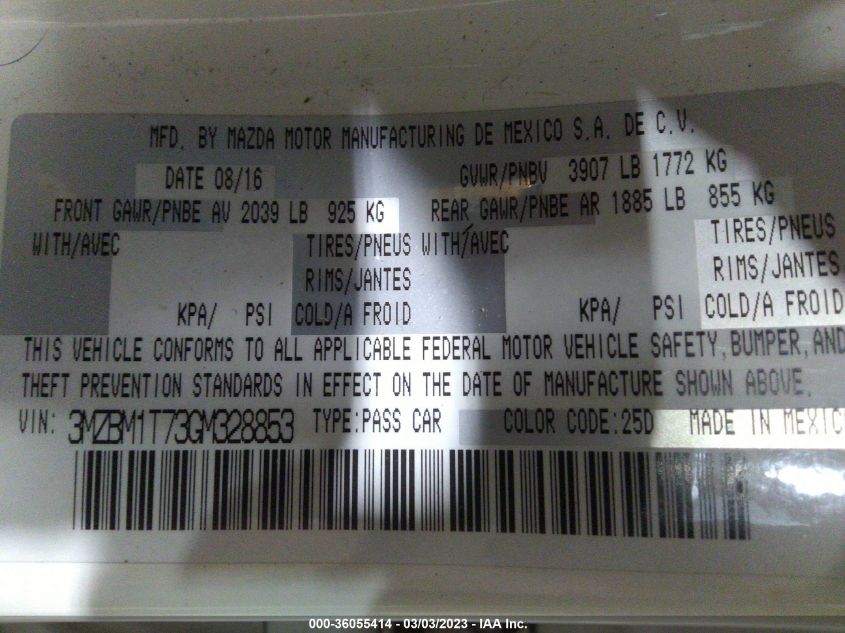 MFD. BY MAZDA MOTOR MANUFACTURING DE MEXICO S.A. DE C.V.
DATE 08/16 GVWR/PNBV 3907 LB 1772 KG
FRONT GAWR/PNBE AV 2039 LB 925 KG REAR GAWR/PNBE AR 1885 LB 855 KG
WITH/AVEC TIRES/PNEUS WITH/AVEC TIRES/PNEUS
RIMS/JANTES RIMS/JANTES
KPA/ PSI COLD/A FROID KPA/ PSI COLD/A FROID
THIS VEHICLE CONFORMS TO ALL APPLICABLE FEDERAL MOTOR VEHICLE SAFETY, BUMPER, AND
THEFT PREVENTION STANDARDS IN EFFECT ON THE DATE OF MANUFACTURE SHOWN ABOVE.
VIN: 3MZBM1T73GM328853 TYPE:PASS CAR COLOR CODE:25D MADE IN MEXICO
000-36055414 - 03/03/2023 - IAA Inc.